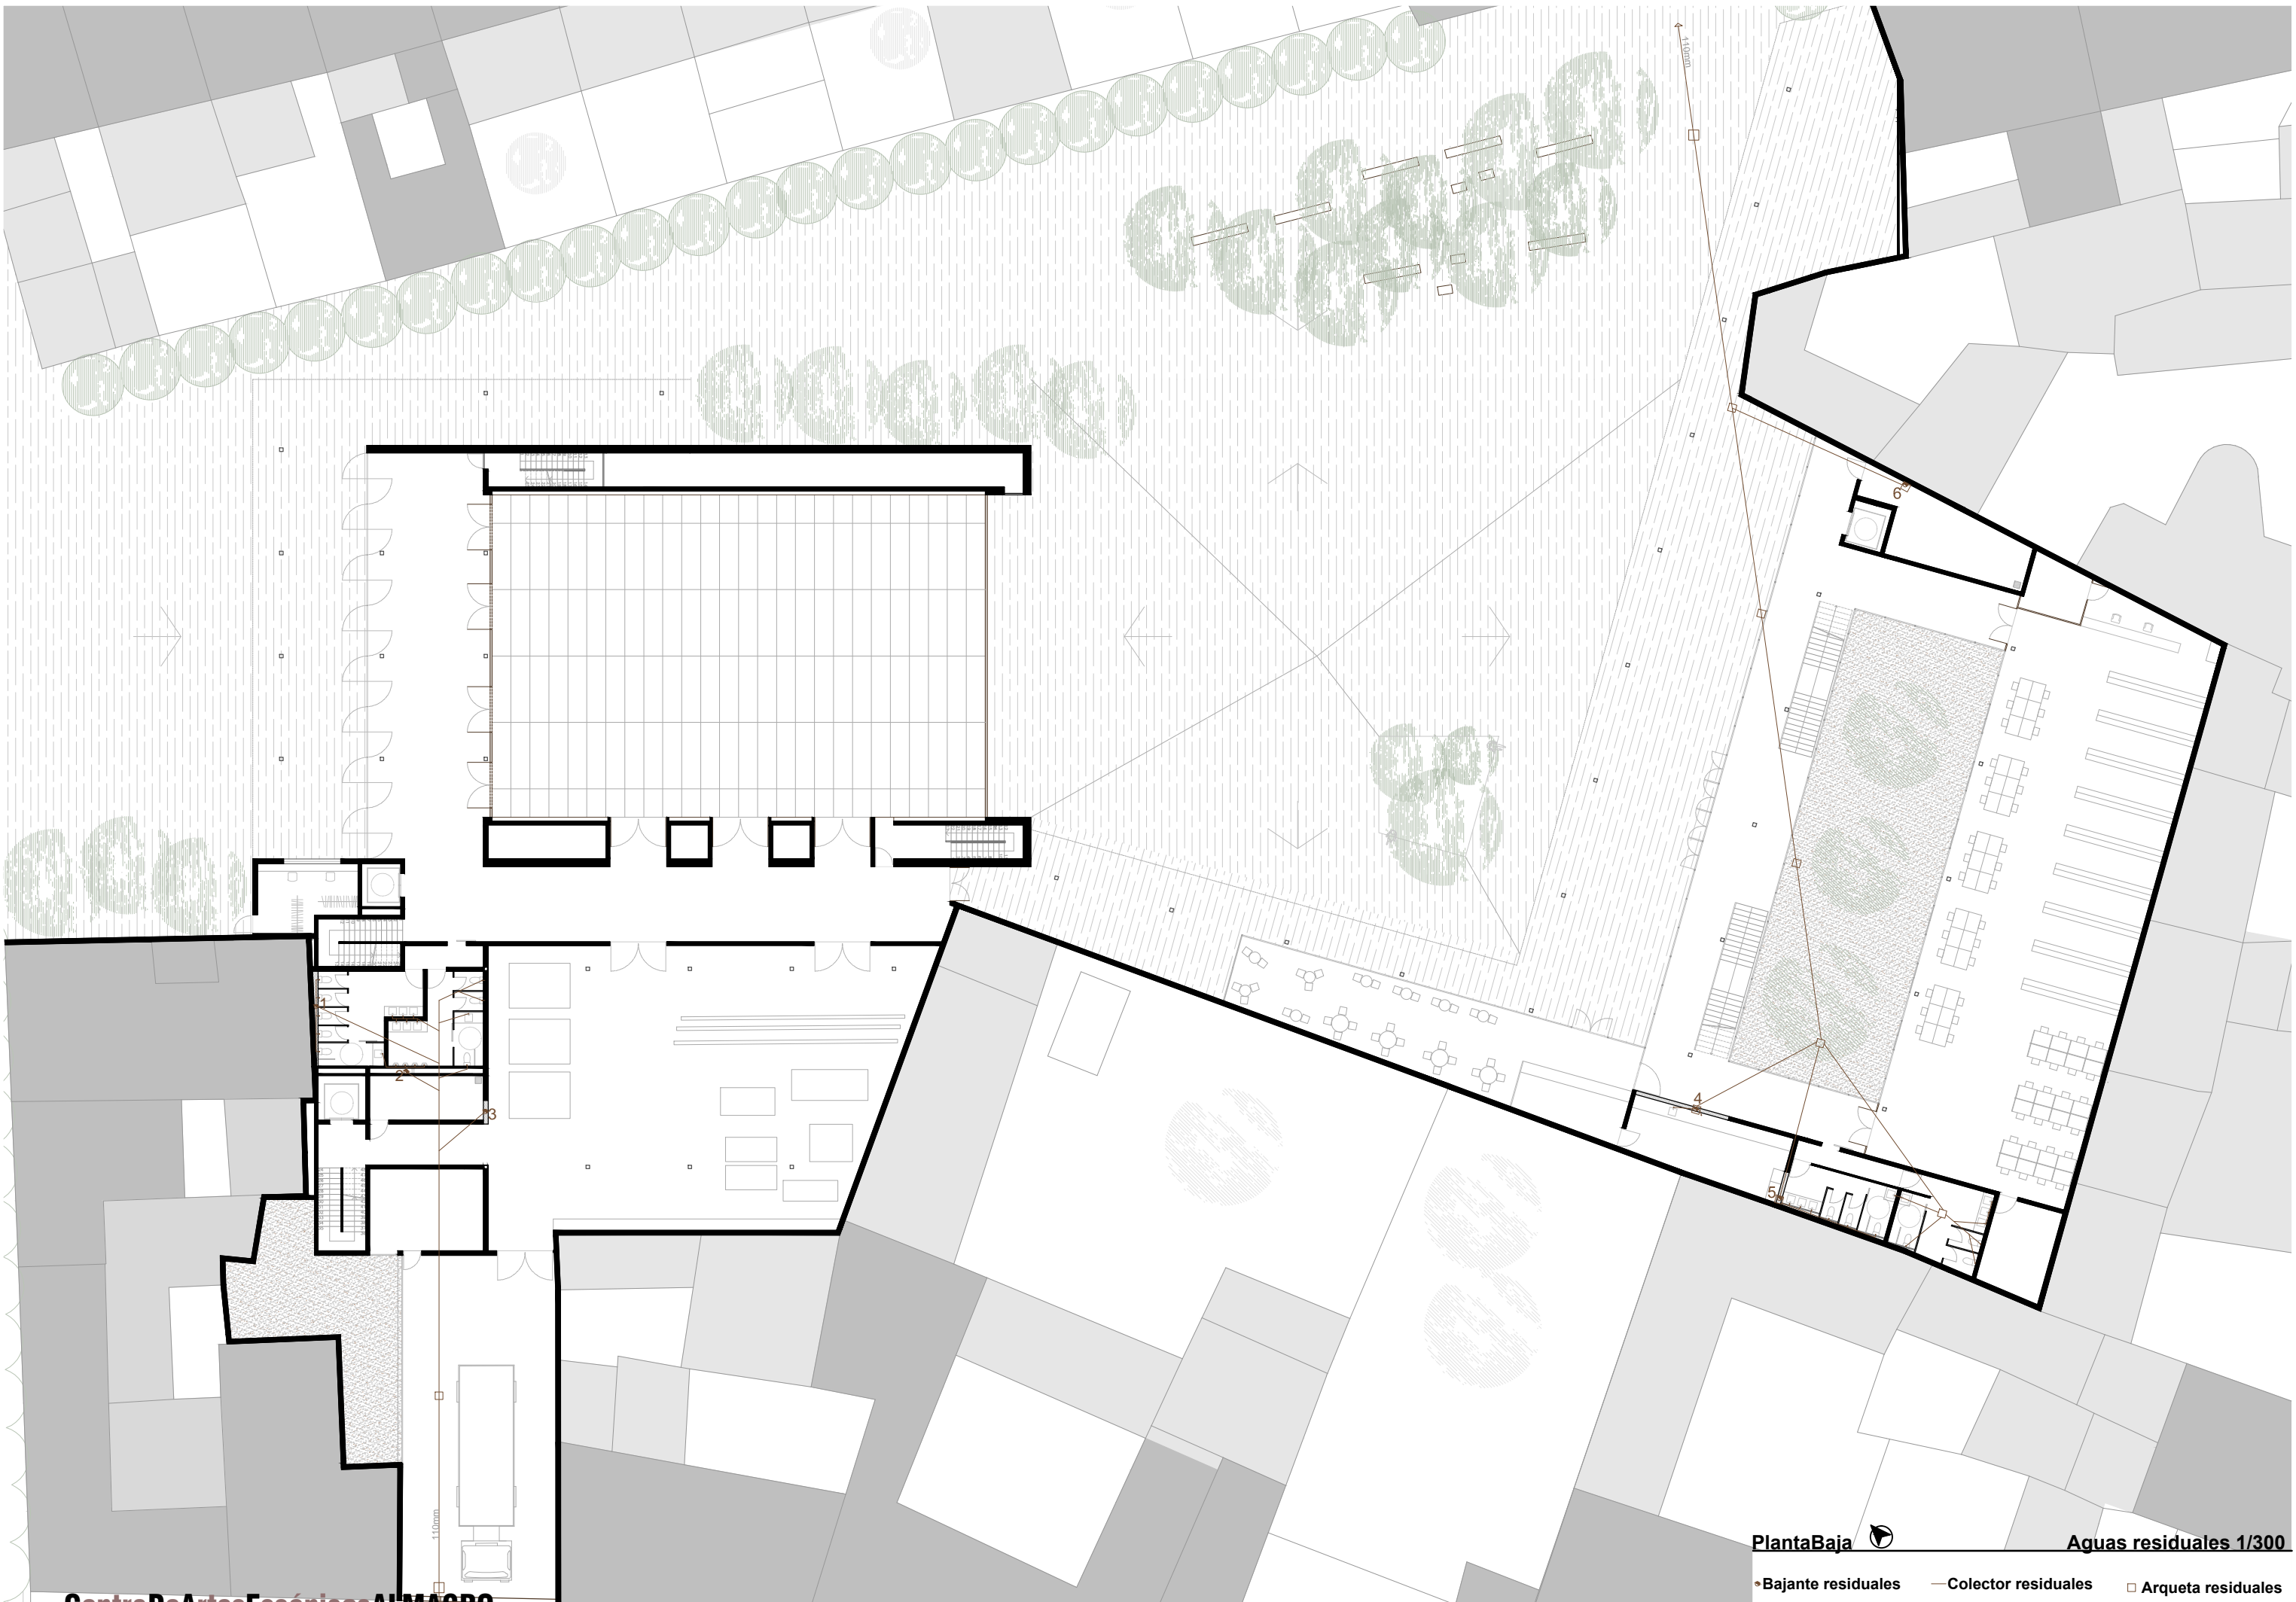 110mm
6
1
2
3
4
5
110mm
PlantaBaja
Aguas residuales 1/300
Bajante residuales
Colector residuales
Arqueta residuales
CentroDeArtesEscénicasALMAGRO